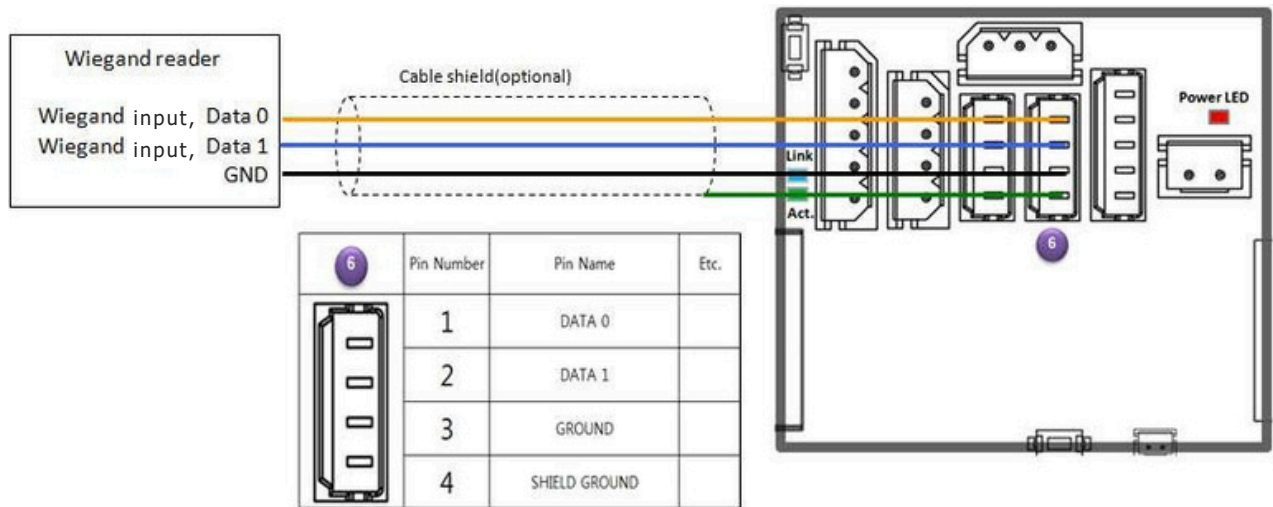 Wiegand reader
Cable shield(optional)
Wiegand input, Data 0
Wiegand input, Data 1
GND
Link
Act.
Power LED
6
6 Pin Number Pin Name Etc.
1 DATA 0
2 DATA 1
3 GROUND
4 SHIELD GROUND